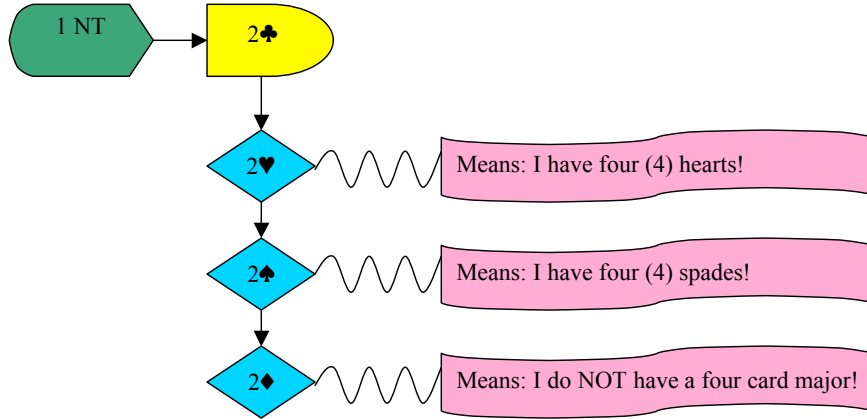 1 NT
2♣
2♥
Means: I have four (4) hearts!
2♠
Means: I have four (4) spades!
2♦
Means: I do NOT have a four card major!